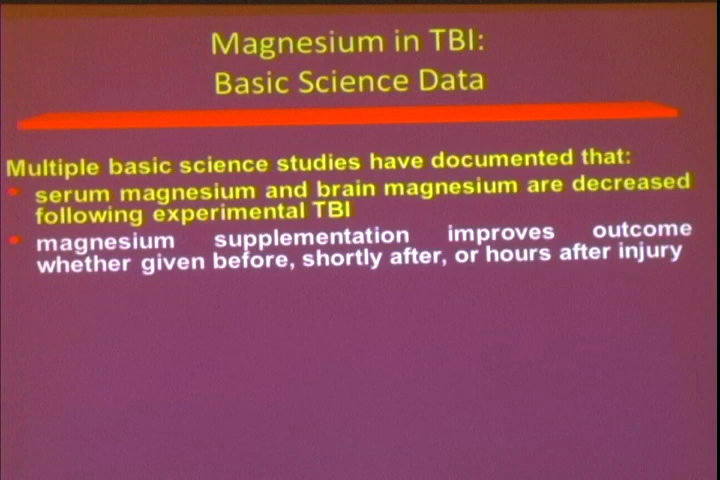 Magnesium in TBI:
Basic Science Data
Multiple basic science studies have documented that:
• serum magnesium and brain magnesium are decreased
following experimental TBI
• magnesium supplementation improves outcome
whether given before, shortly after, or hours after injury